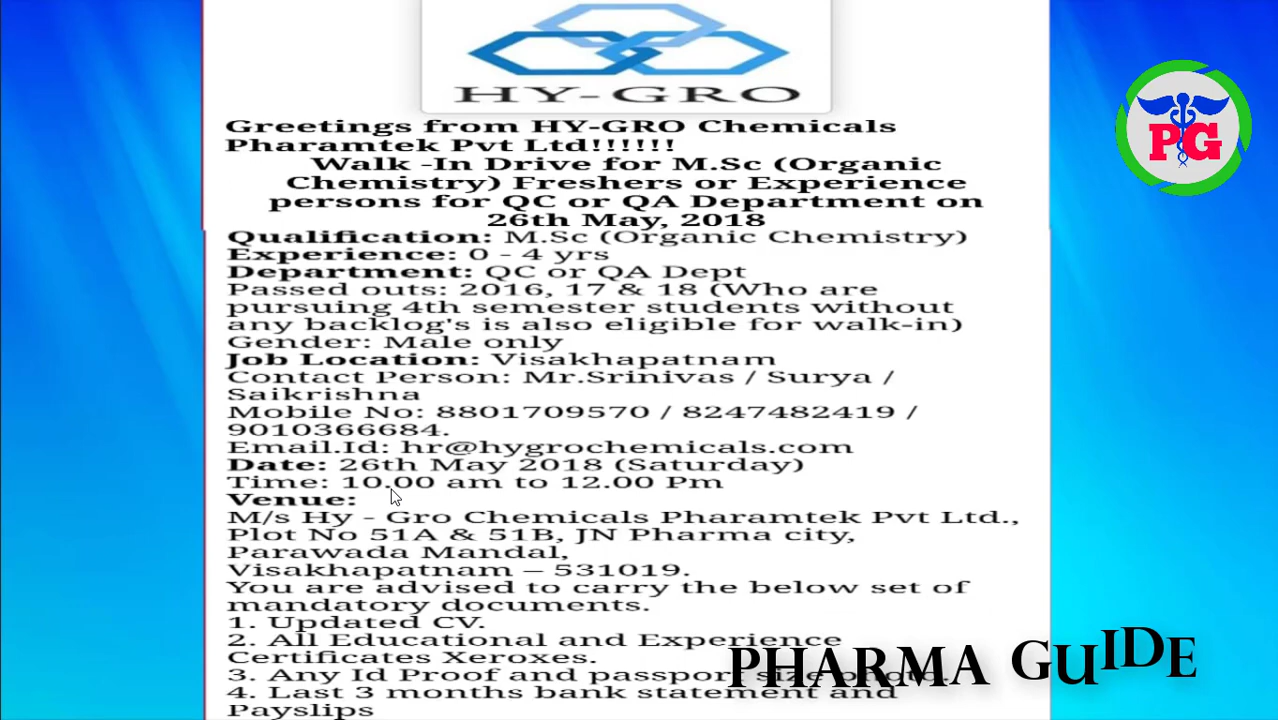 HY-GRO
Greetings from HY-GRO Chemicals
Pharamtek Pvt Ltd!!!!!!
Walk -In Drive for M.Sc (Organic
Chemistry) Freshers or Experience
persons for QC or QA Department on
26th May, 2018
Qualification: M.Sc (Organic Chemistry)
Experience: 0 - 4 yrs
Department: QC or QA Dept
Passed outs: 2016, 17 & 18 (Who are
pursuing 4th semester students without
any backlog's is also eligible for walk-in)
Gender: Male only
Job Location: Visakhapatnam
Contact Person: Mr.Srinivas / Surya /
Saikrishna
Mobile No: 8801709570 / 8247482419 /
9010366684.
Email.Id: hr@hygrochemicals.com
Date: 26th May 2018 (Saturday)
Time: 10.00 am to 12.00 Pm
Venue:
M/s Hy - Gro Chemicals Pharamtek Pvt Ltd.,
Plot No 51A & 51B, JN Pharma city,
Parawada Mandal,
Visakhapatnam – 531019.
You are advised to carry the below set of
mandatory documents.
1. Updated CV.
2. All Educational and Experience
Certificates Xeroxes.
3. Any Id Proof and passport size photo.
4. Last 3 months bank statement and
Payslips
PG
PHARMA GUIDE